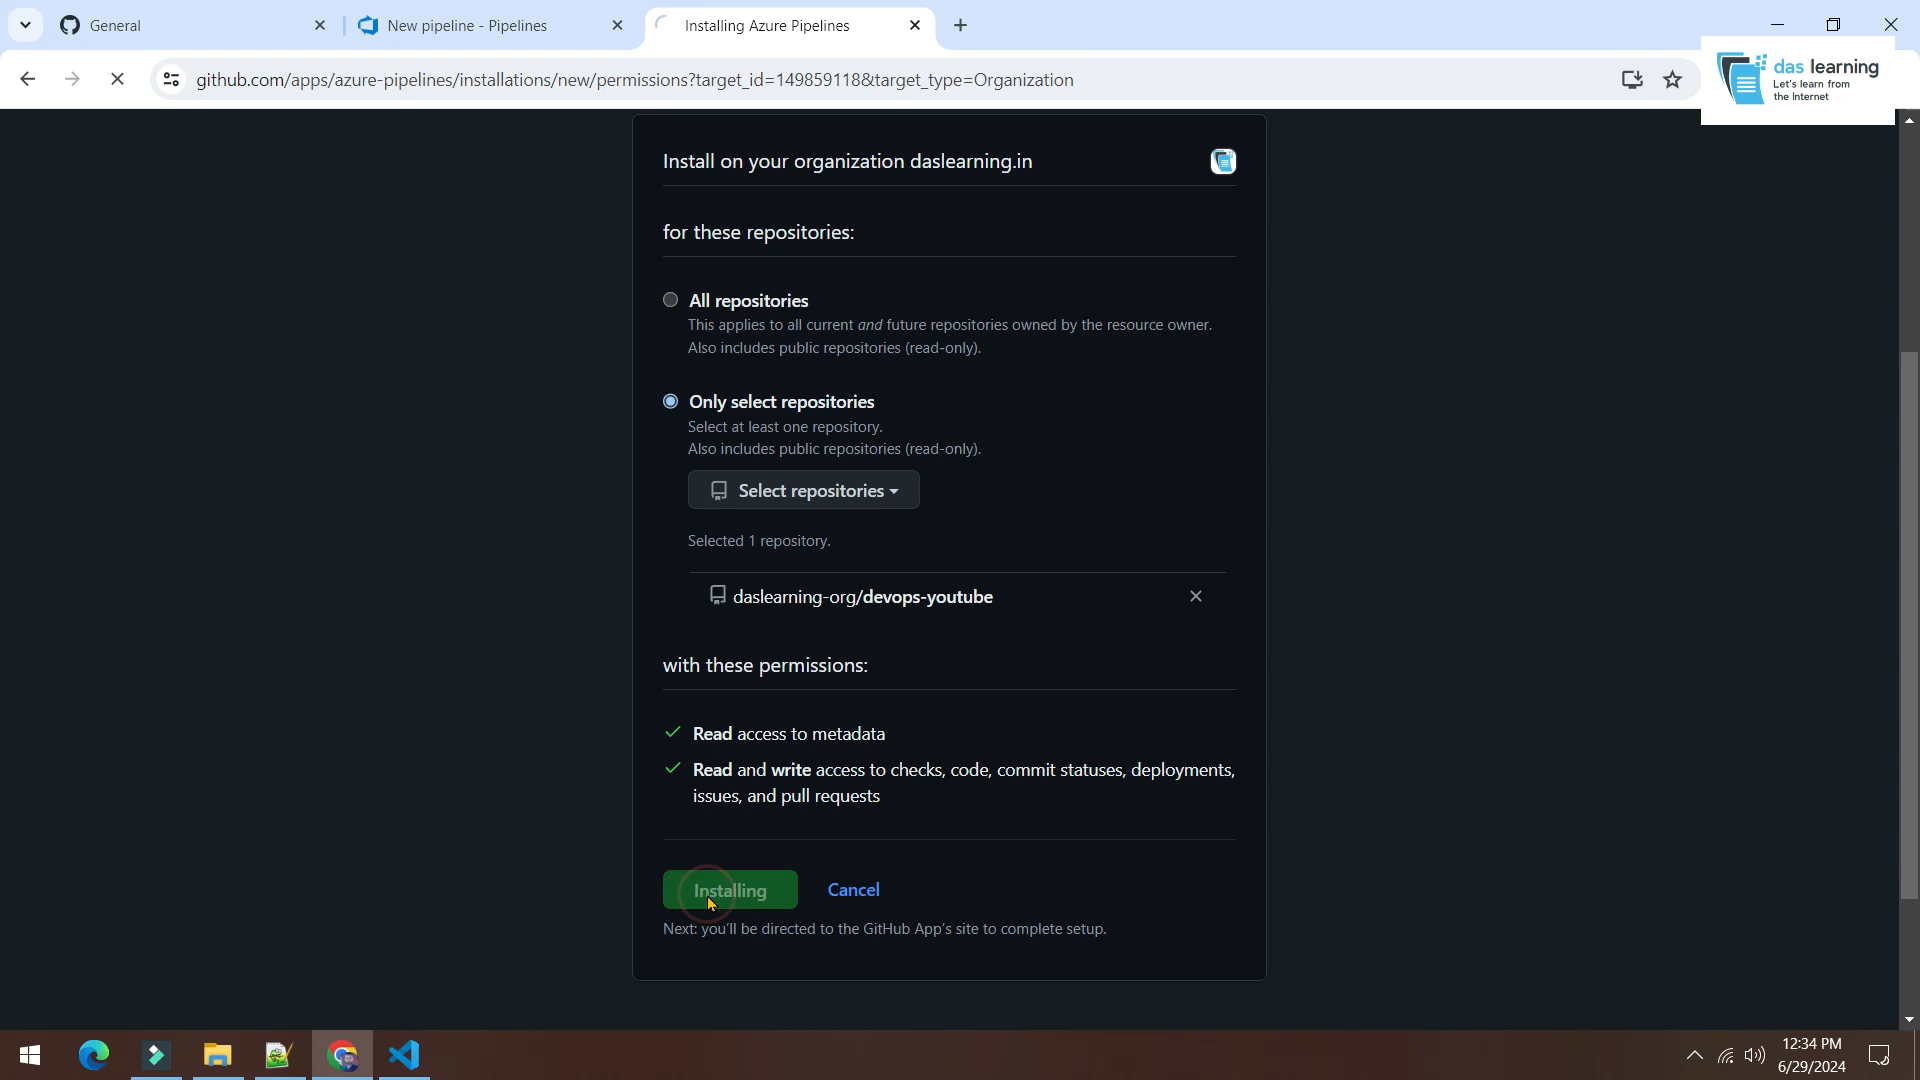 General
New pipeline - Pipelines
Installing Azure Pipelines
github.com/apps/azure-pipelines/installations/new/permissions?target_id=149859118&target_type=Organization
das learning
Let's learn from
the Internet
Install on your organization daslearning.in
for these repositories:
All repositories
This applies to all current and future repositories owned by the resource owner.
Also includes public repositories (read-only).
Only select repositories
Select at least one repository.
Also includes public repositories (read-only).
Select repositories
Selected 1 repository.
daslearning-org/devops-youtube
with these permissions:
Read access to metadata
Read and write access to checks, code, commit statuses, deployments,
issues, and pull requests
Installing
Cancel
Next: you'll be directed to the GitHub App's site to complete setup.
12:34 PM
6/29/2024